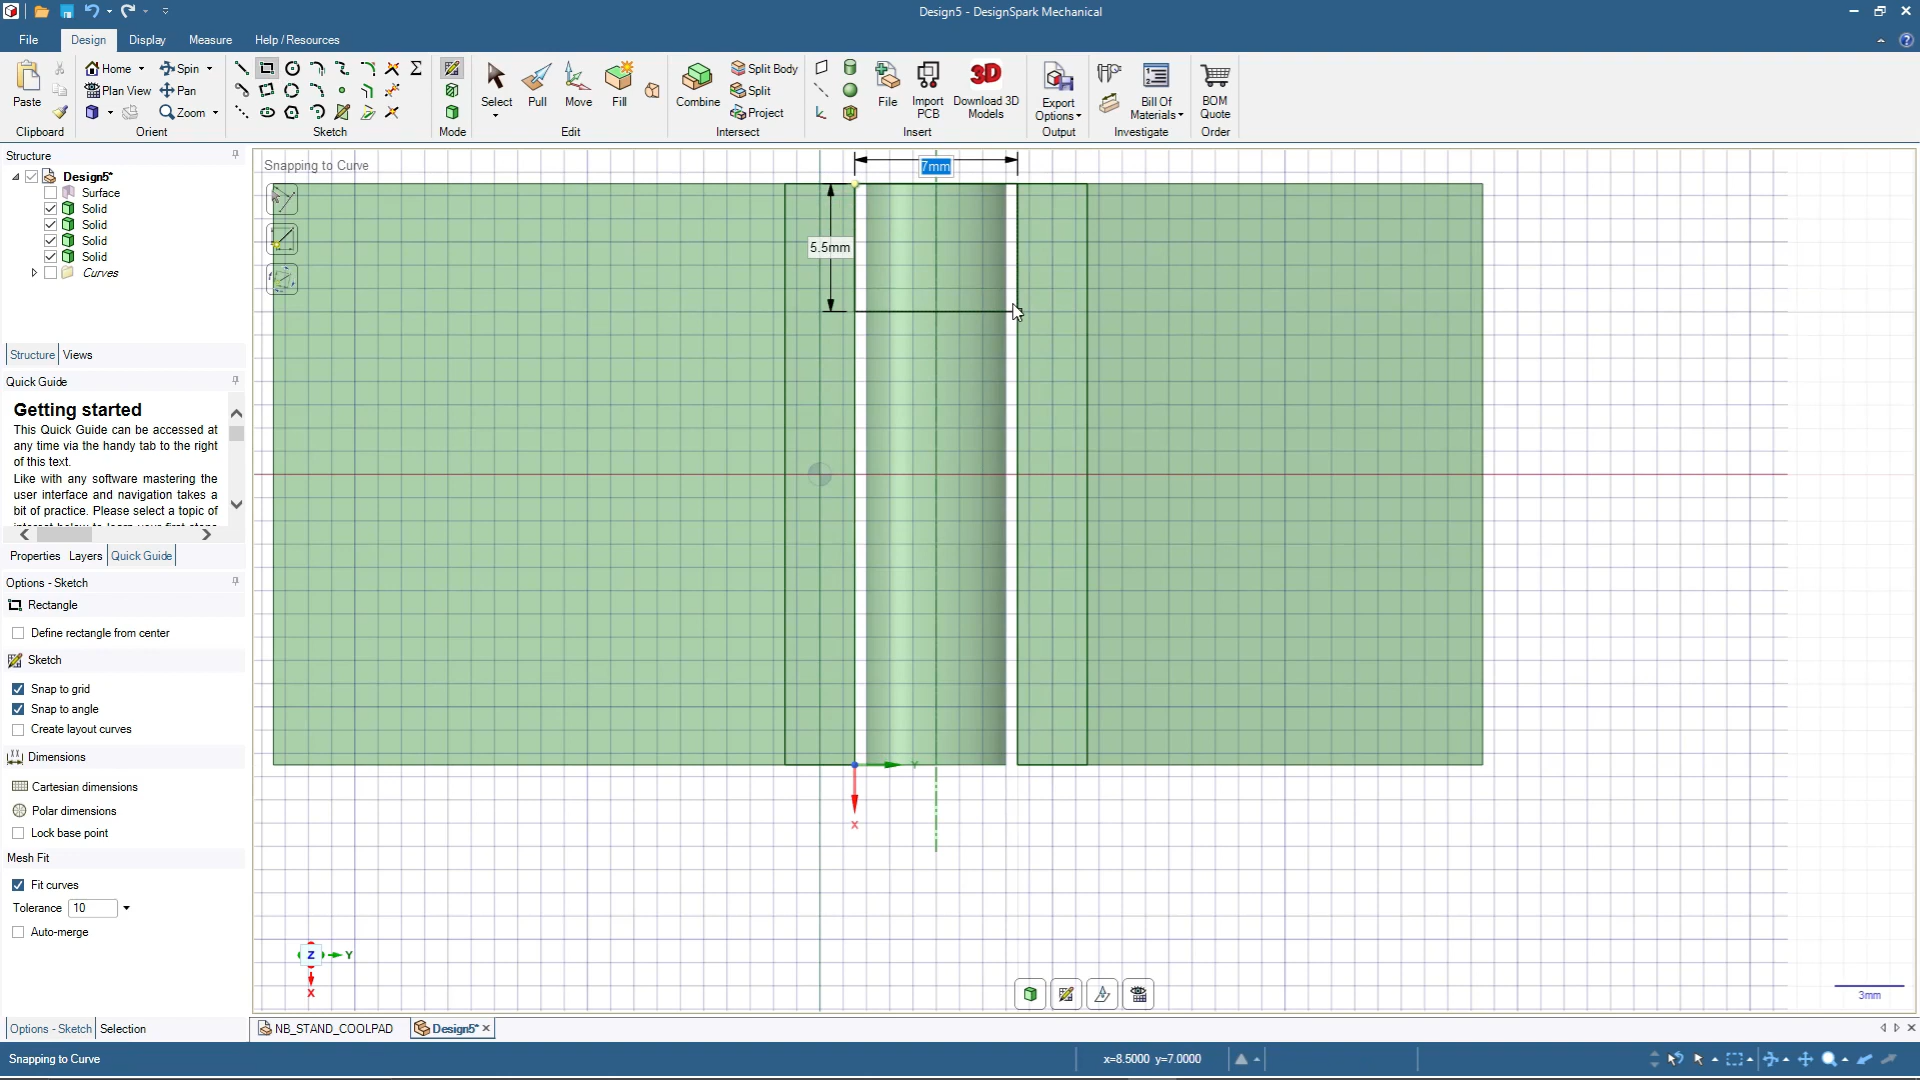 Design5 - DesignSpark Mechanical
File Design Display Measure Help / Resources
Paste
Home Spin
Plan View Pan
Zoom
Select Pull Move Fill
Combine
Split Body
Split
Project
File
Import
PCB
3D
Download 3D
Models
Export
Options
Bill Of
Materials
BOM
Quote
Clipboard Orient Sketch Mode Edit Intersect Insert Output Investigate Order
Structure
Design5*
Surface
Solid
Solid
Solid
Solid
Curves
Structure Views
Quick Guide
Getting started
This Quick Guide can be accessed at
any time via the handy tab to the right
of this text.
Like with any software mastering the
user interface and navigation takes a
bit of practice. Please select a topic of
Properties Layers Quick Guide
Options - Sketch
Rectangle
Define rectangle from center
Sketch
Snap to grid
Snap to angle
Create layout curves
Dimensions
Cartesian dimensions
Polar dimensions
Lock base point
Mesh Fit
Fit curves
Tolerance 10
Auto-merge
Options - Sketch Selection
Snapping to Curve
7mm
5.5mm
Y
X
Z Y
X
3mm
NB_STAND_COOLPAD Design5*
Snapping to Curve
x=8.5000 y=7.0000